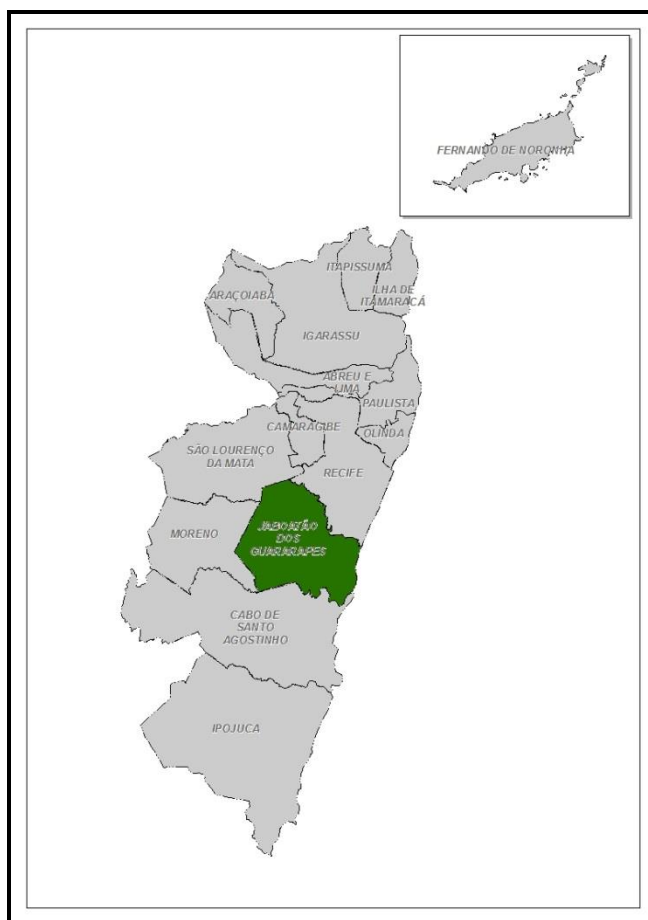 FERNANDO DE NORONHA
ITAPISSUMA
ARAÇOIABA
ILHA DE
ITAMARACÁ
IGARASSU
ABREU E
LIMA
PAULISTA
CAMARAGIBE
OLINDA
SÃO LOURENÇO
DA MATA
RECIFE
MORENO
JABOATÃO
DOS
GUARARAPES
CABO DE
SANTO
AGOSTINHO
IPOJUCA